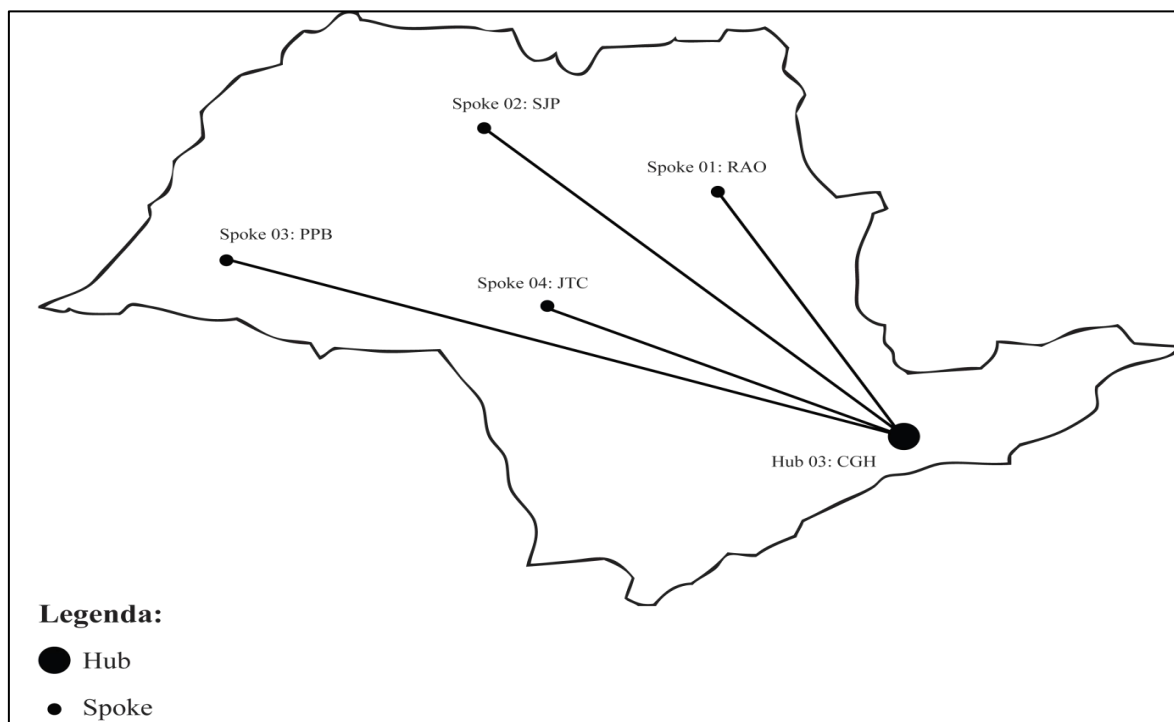 Spoke 02: SJP
Spoke 01: RAO
Spoke 03: PPB
Spoke 04: JTC
Hub 03: CGH
Legenda:
Hub
Spoke